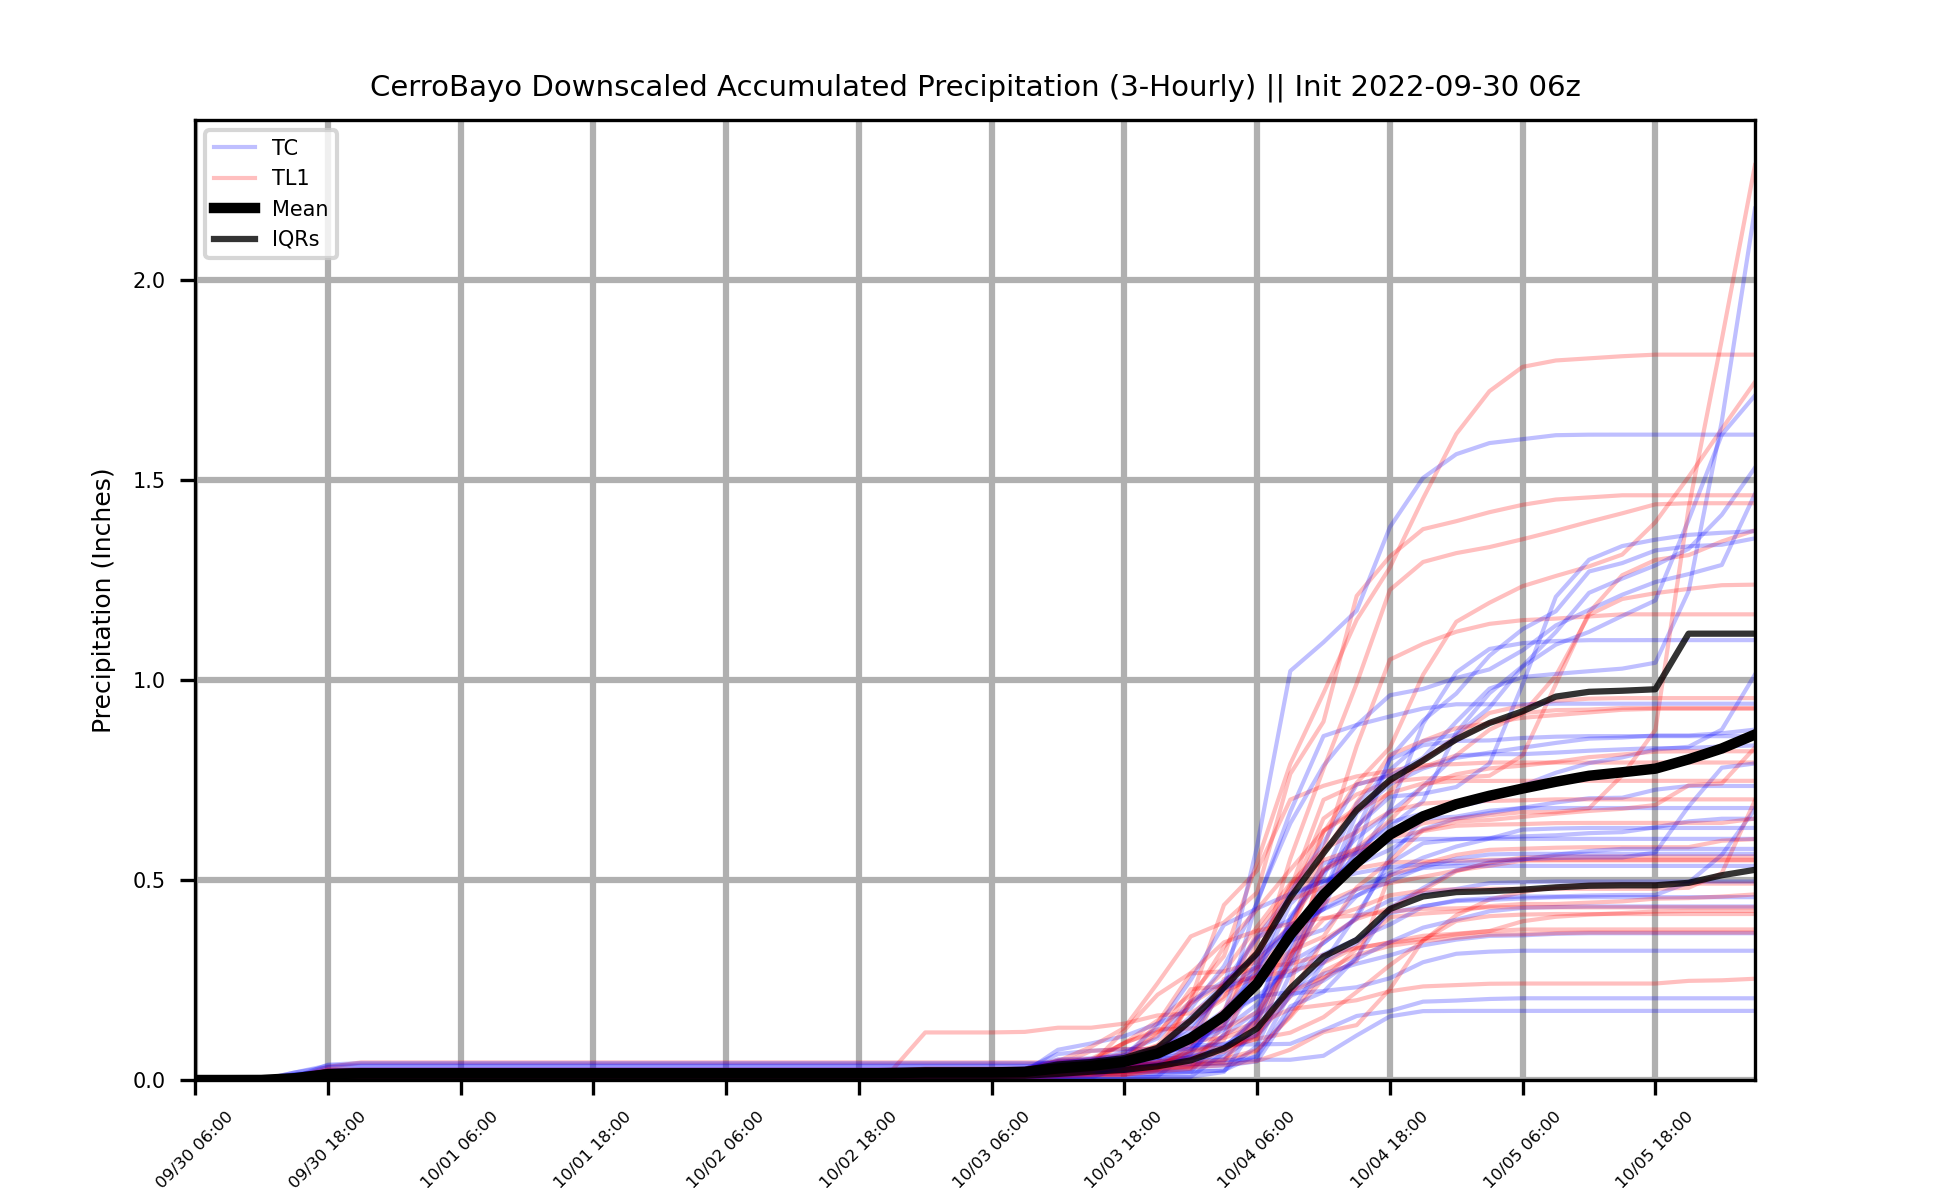 CerroBayo Downscaled Accumulated Precipitation (3-Hourly) || Init 2022-09-30 06z
TC
TL1
Mean
IQRs
Precipitation (Inches)
2.0
1.5
1.0
0.5
0.0
09/30 06:00
09/30 18:00
10/01 06:00
10/01 18:00
10/02 06:00
10/02 18:00
10/03 06:00
10/03 18:00
10/04 06:00
10/04 18:00
10/05 06:00
10/05 18:00